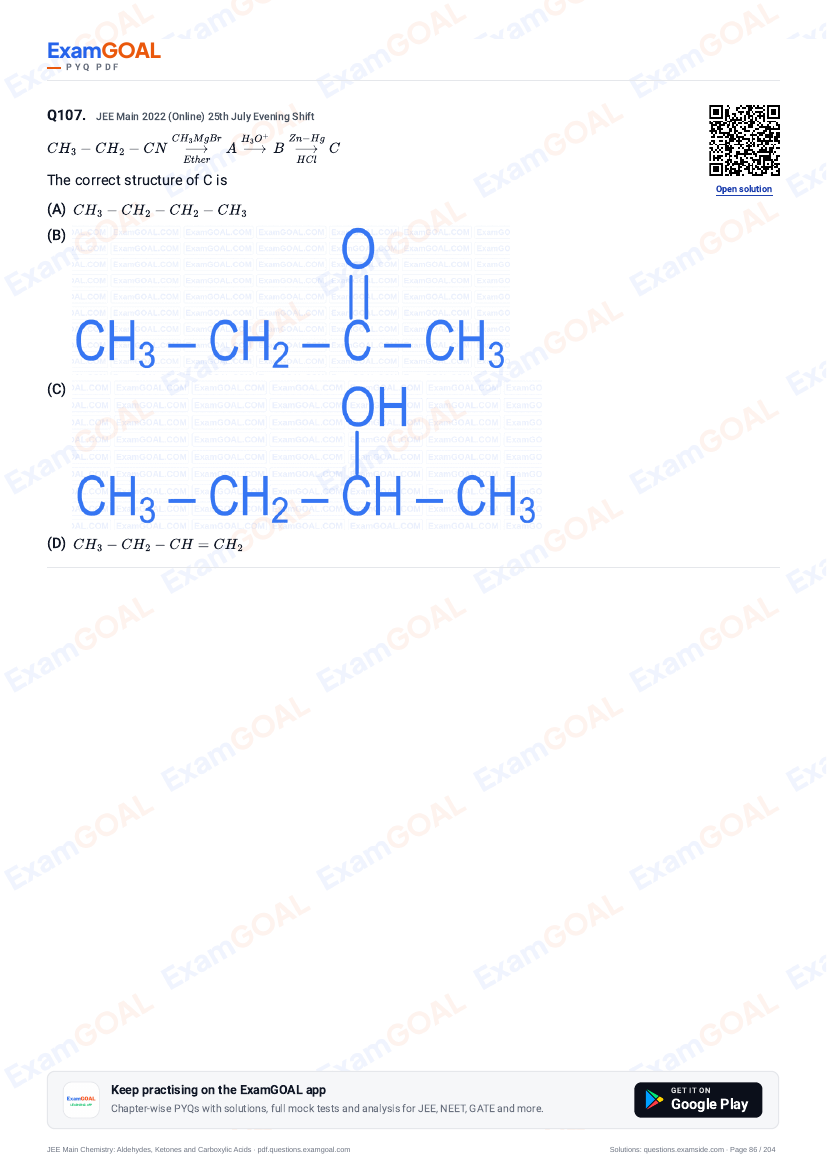 ExamGOAL
PYQ PDF
Q107. JEE Main 2022 (Online) 25th July Evening Shift
CH₃ − CH₂ − CN \xrightarrow[Ether]{CH₃MgBr} A \xrightarrow{H₃O⁺} B \xrightarrow[HCl]{Zn−Hg} C
The correct structure of C is
Open solution
(A) CH₃ − CH₂ − CH₂ − CH₃
(B)
O
||
CH₃ − CH₂ − C − CH₃
(C)
OH
|
CH₃ − CH₂ − CH − CH₃
(D) CH₃ − CH₂ − CH = CH₂
ExamGOAL
Keep practising on the ExamGOAL app
Chapter-wise PYQs with solutions, full mock tests and analysis for JEE, NEET, GATE and more.
GET IT ON
Google Play
JEE Main Chemistry: Aldehydes, Ketones and Carboxylic Acids · pdf.questions.examgoal.com
Solutions: questions.examside.com · Page 86 / 204